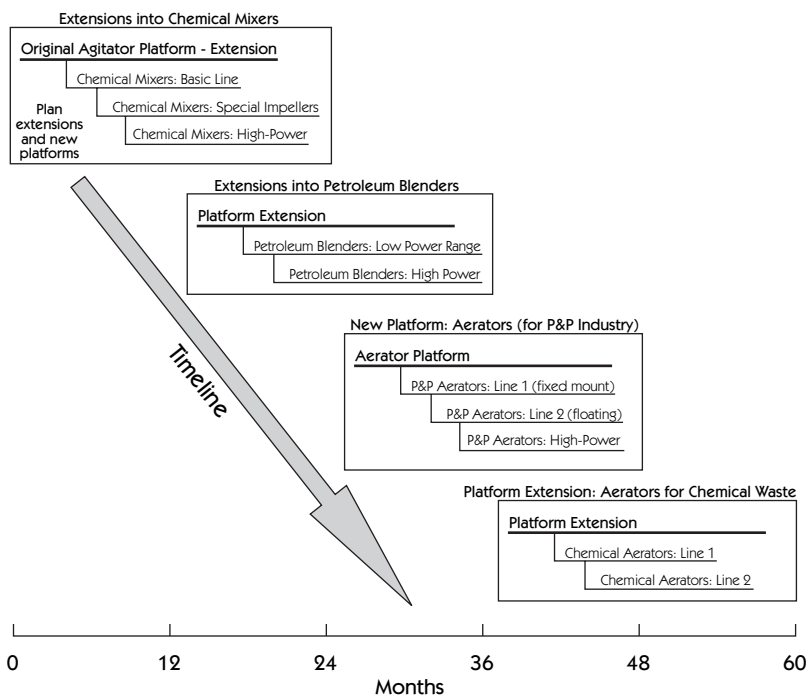 Extensions into Chemical Mixers
Original Agitator Platform - Extension
Chemical Mixers: Basic Line
Chemical Mixers: Special Impellers
Chemical Mixers: High-Power
Plan
extensions
and new
platforms
Extensions into Petroleum Blenders
Platform Extension
Petroleum Blenders: Low Power Range
Petroleum Blenders: High Power
Timeline
New Platform: Aerators (for P&P Industry)
Aerator Platform
P&P Aerators: Line 1 (fixed mount)
P&P Aerators: Line 2 (floating)
P&P Aerators: High-Power
Platform Extension: Aerators for Chemical Waste
Platform Extension
Chemical Aerators: Line 1
Chemical Aerators: Line 2
0 12 24 36 48 60
Months